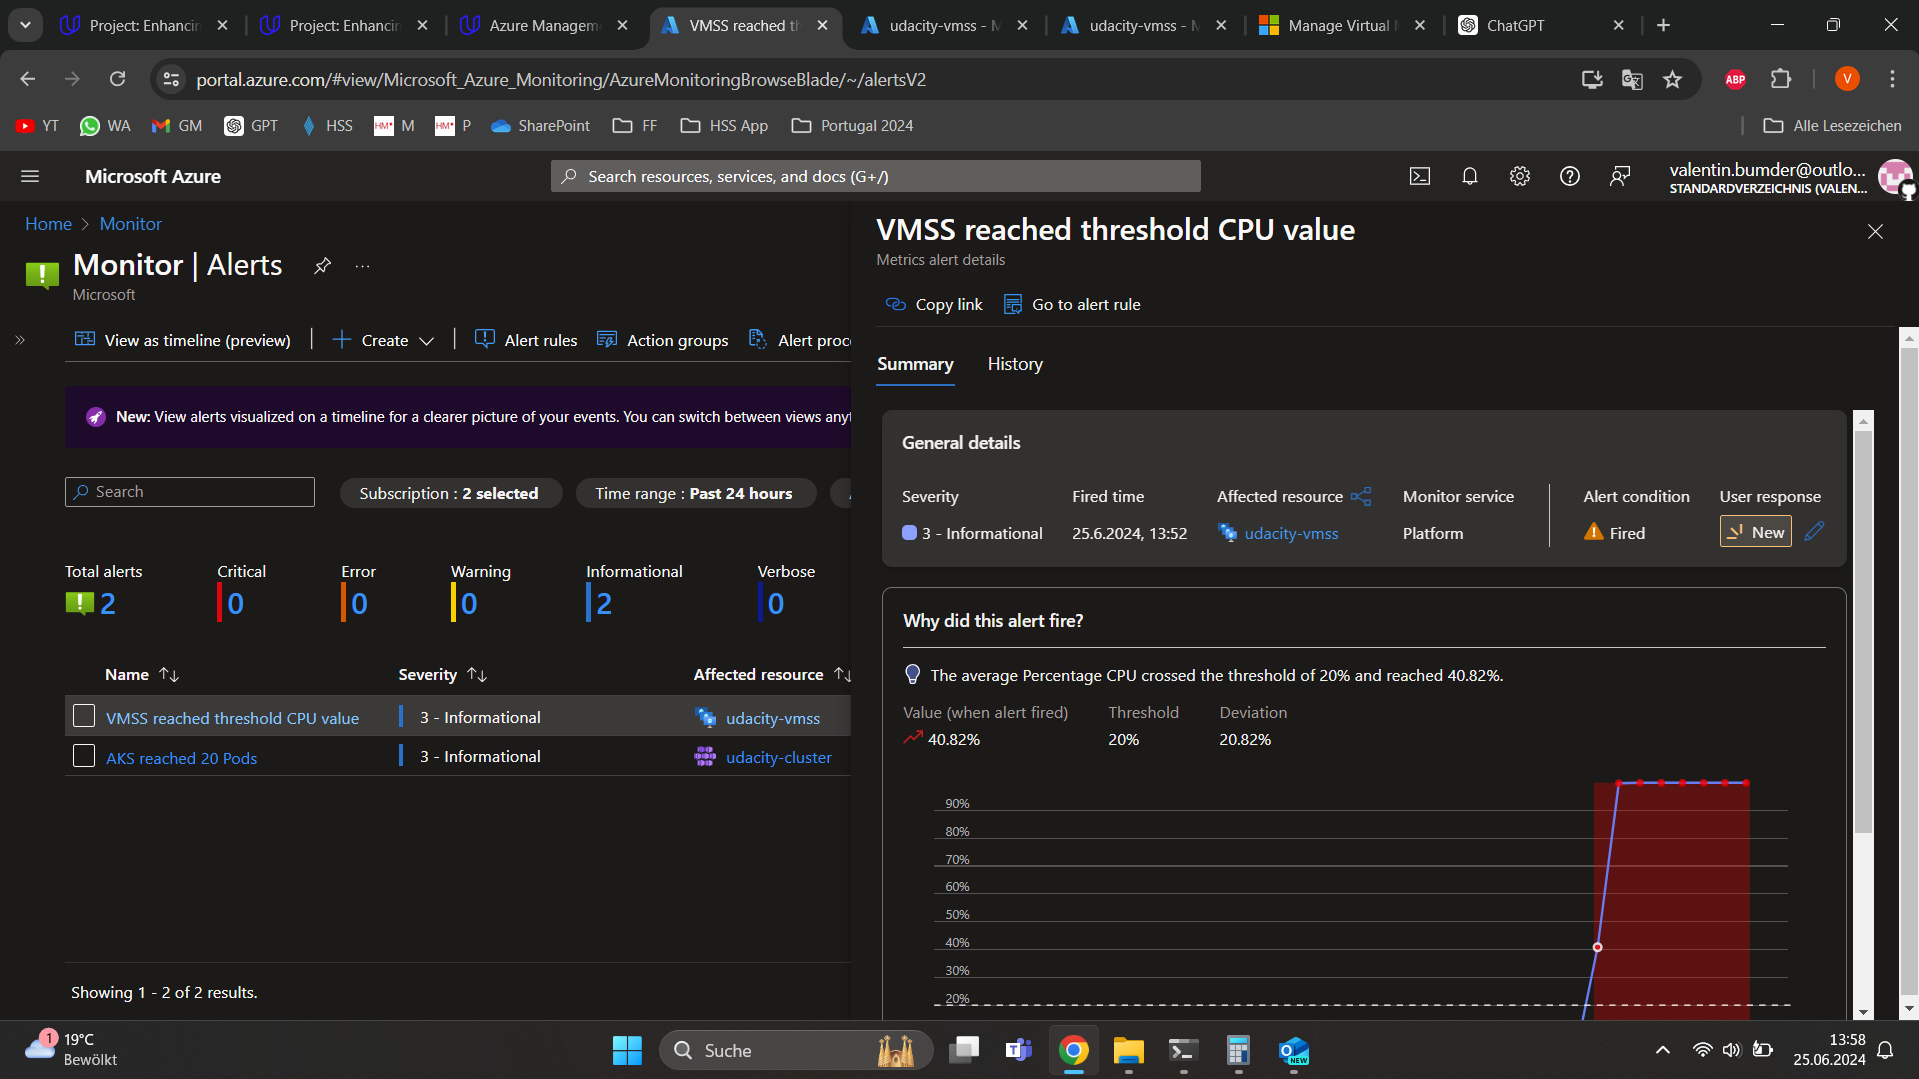 Project: Enhancin
Project: Enhancin
Azure Managem
VMSS reached th
udacity-vmss - M
udacity-vmss - M
Manage Virtual
ChatGPT
portal.azure.com/#view/Microsoft_Azure_Monitoring/AzureMonitoringBrowseBlade/~/alertsV2
ABP
V
YT
WA
GM
GPT
HSS
M
P
SharePoint
FF
HSS App
Portugal 2024
Alle Lesezeichen
Microsoft Azure
Search resources, services, and docs (G+/)
valentin.bumder@outlo...
STANDARDVERZEICHNIS (VALEN...
Home > Monitor
Monitor | Alerts
Microsoft
View as timeline (preview)
Create
Alert rules
Action groups
Alert proc
New: View alerts visualized on a timeline for a clearer picture of your events. You can switch between views any
Search
Subscription : 2 selected
Time range : Past 24 hours
Total alerts
2
Critical
0
Error
0
Warning
0
Informational
2
Verbose
0
Name
Severity
Affected resource
VMSS reached threshold CPU value
3 - Informational
udacity-vmss
AKS reached 20 Pods
3 - Informational
udacity-cluster
Showing 1 - 2 of 2 results.
VMSS reached threshold CPU value
Metrics alert details
Copy link
Go to alert rule
Summary
History
General details
Severity
Fired time
Affected resource
Monitor service
Alert condition
User response
3 - Informational
25.6.2024, 13:52
udacity-vmss
Platform
Fired
New
Why did this alert fire?
The average Percentage CPU crossed the threshold of 20% and reached 40.82%.
Value (when alert fired)
Threshold
Deviation
40.82%
20%
20.82%
90%
80%
70%
60%
50%
40%
30%
20%
1
19°C
Bewölkt
Suche
NEW
13:58
25.06.2024